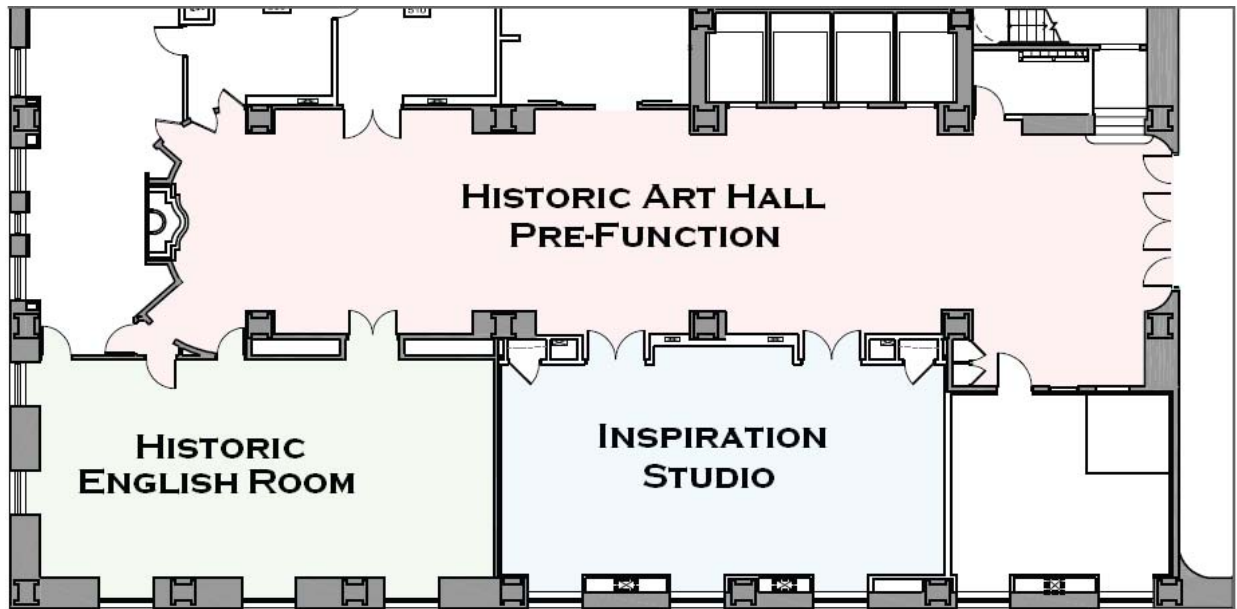 HISTORIC ART HALL
PRE-FUNCTION
HISTORIC
ENGLISH ROOM
INSPIRATION
STUDIO